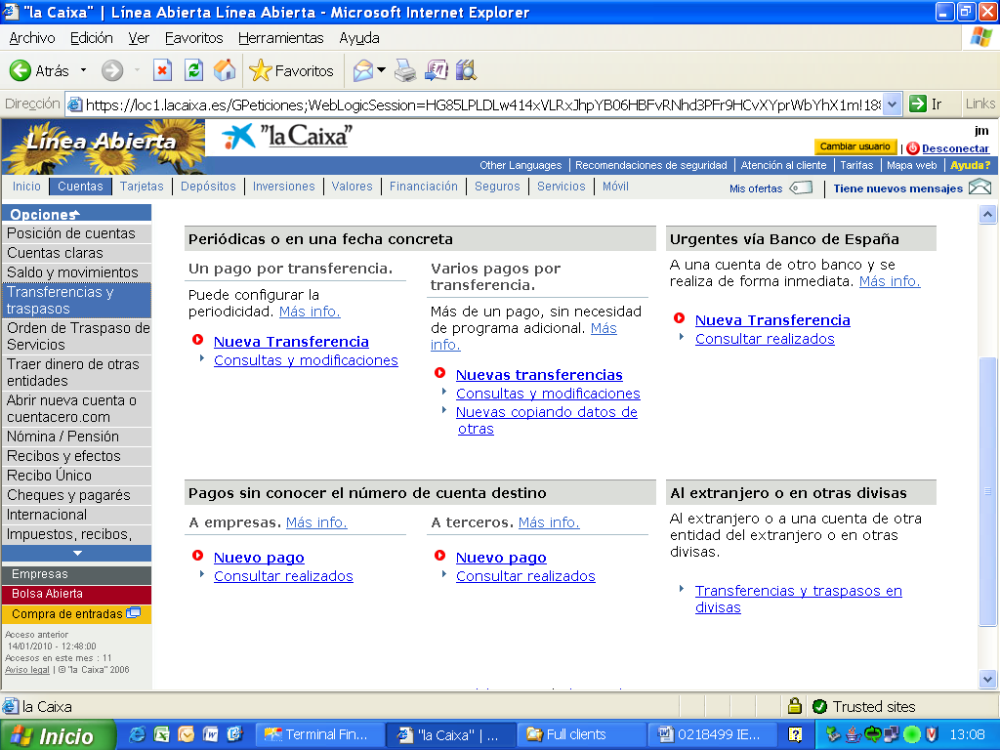 "la Caixa" | Línea Abierta Línea Abierta - Microsoft Internet Explorer
Archivo Edición Ver Favoritos Herramientas Ayuda
Atrás Favoritos
Dirección https://loc1.lacaixa.es/GPeticiones;WebLogicSession=HG85LPLDLw414xVLRxJhpYB06HBFvRNhd3PFr9HCvXYprWbYhX1m!188 Ir Links
Línea Abierta "la Caixa" jm
Cambiar usuario | Desconectar
Other Languages | Recomendaciones de seguridad | Atención al cliente | Tarifas | Mapa web | Ayuda?
Inicio Cuentas Tarjetas Depósitos Inversiones Valores Financiación Seguros Servicios Móvil Mis ofertas Tiene nuevos mensajes
Opciones
Posición de cuentas
Cuentas claras
Saldo y movimientos
Transferencias y
traspasos
Orden de Traspaso de
Servicios
Traer dinero de otras
entidades
Abrir nueva cuenta o
cuentacero.com
Nómina / Pensión
Recibos y efectos
Recibo Único
Cheques y pagarés
Internacional
Impuestos, recibos,
Empresas
Bolsa Abierta
Compra de entradas
Acceso anterior
14/01/2010 - 12:48:00
Accesos en este mes : 11
Aviso legal | © "la Caixa" 2006
Periódicas o en una fecha concreta
Un pago por transferencia.
Puede configurar la
periodicidad. Más info.
Nueva Transferencia
Consultas y modificaciones
Varios pagos por
transferencia.
Más de un pago, sin necesidad
de programa adicional. Más
info.
Nuevas transferencias
Consultas y modificaciones
Nuevas copiando datos de
otras
Urgentes vía Banco de España
A una cuenta de otro banco y se
realiza de forma inmediata. Más info.
Nueva Transferencia
Consultar realizados
Pagos sin conocer el número de cuenta destino
A empresas. Más info.
Nuevo pago
Consultar realizados
A terceros. Más info.
Nuevo pago
Consultar realizados
Al extranjero o en otras divisas
Al extranjero o a una cuenta de otra
entidad del extranjero o en otras
divisas.
Transferencias y traspasos en
divisas
la Caixa Trusted sites
Inicio Terminal Fin... "la Caixa" | ... Full clients 0218499 IE... 13:08